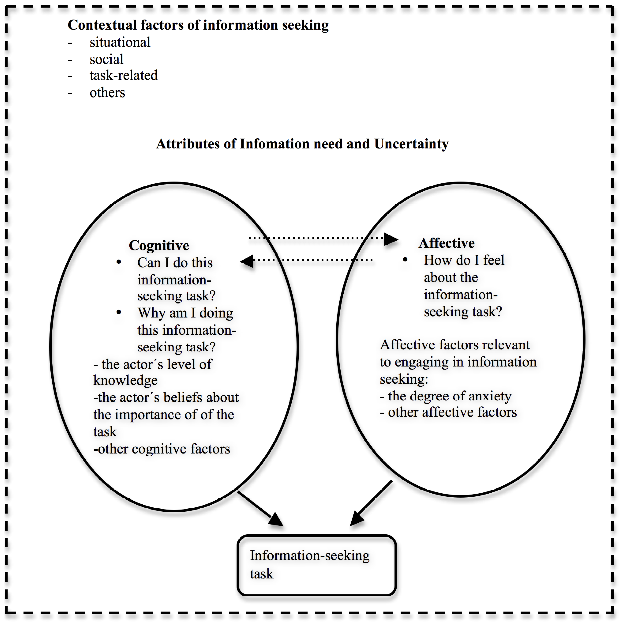 Contextual factors of information seeking
- situational
- social
- task-related
- others
Attributes of Infomation need and Uncertainty
Cognitive
• Can I do this
information-
seeking task?
• Why am I doing
this information-
seeking task?
- the actor´s level of
knowledge
-the actor´s beliefs about
the importance of of the
task
-other cognitive factors
Affective
• How do I feel
about the
information-
seeking task?
Affective factors relevant
to engaging in information
seeking:
- the degree of anxiety
- other affective factors
Information-seeking
task